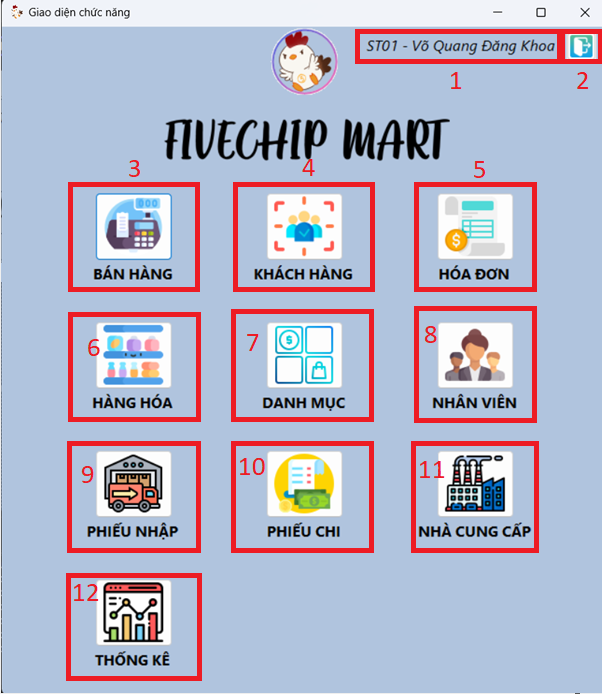 Giao diện chức năng
ST01 - Võ Quang Đăng Khoa
1 2
FIVECHIP MART
3 4 5
BÁN HÀNG KHÁCH HÀNG HÓA ĐƠN
6 7 8
HÀNG HÓA DANH MỤC NHÂN VIÊN
9 10 11
PHIẾU NHẬP PHIẾU CHI NHÀ CUNG CẤP
12
THỐNG KÊ